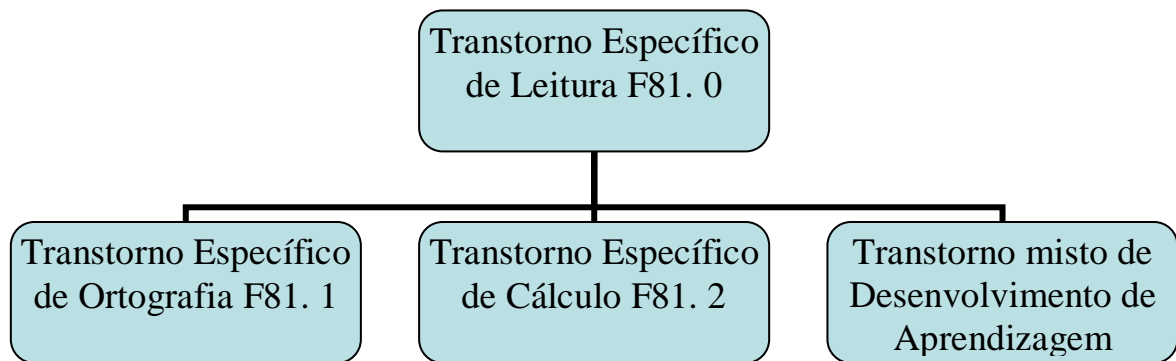 Transtorno Específico
de Leitura F81. 0
Transtorno Específico
de Ortografia F81. 1
Transtorno Específico
de Cálculo F81. 2
Transtorno misto de
Desenvolvimento de
Aprendizagem